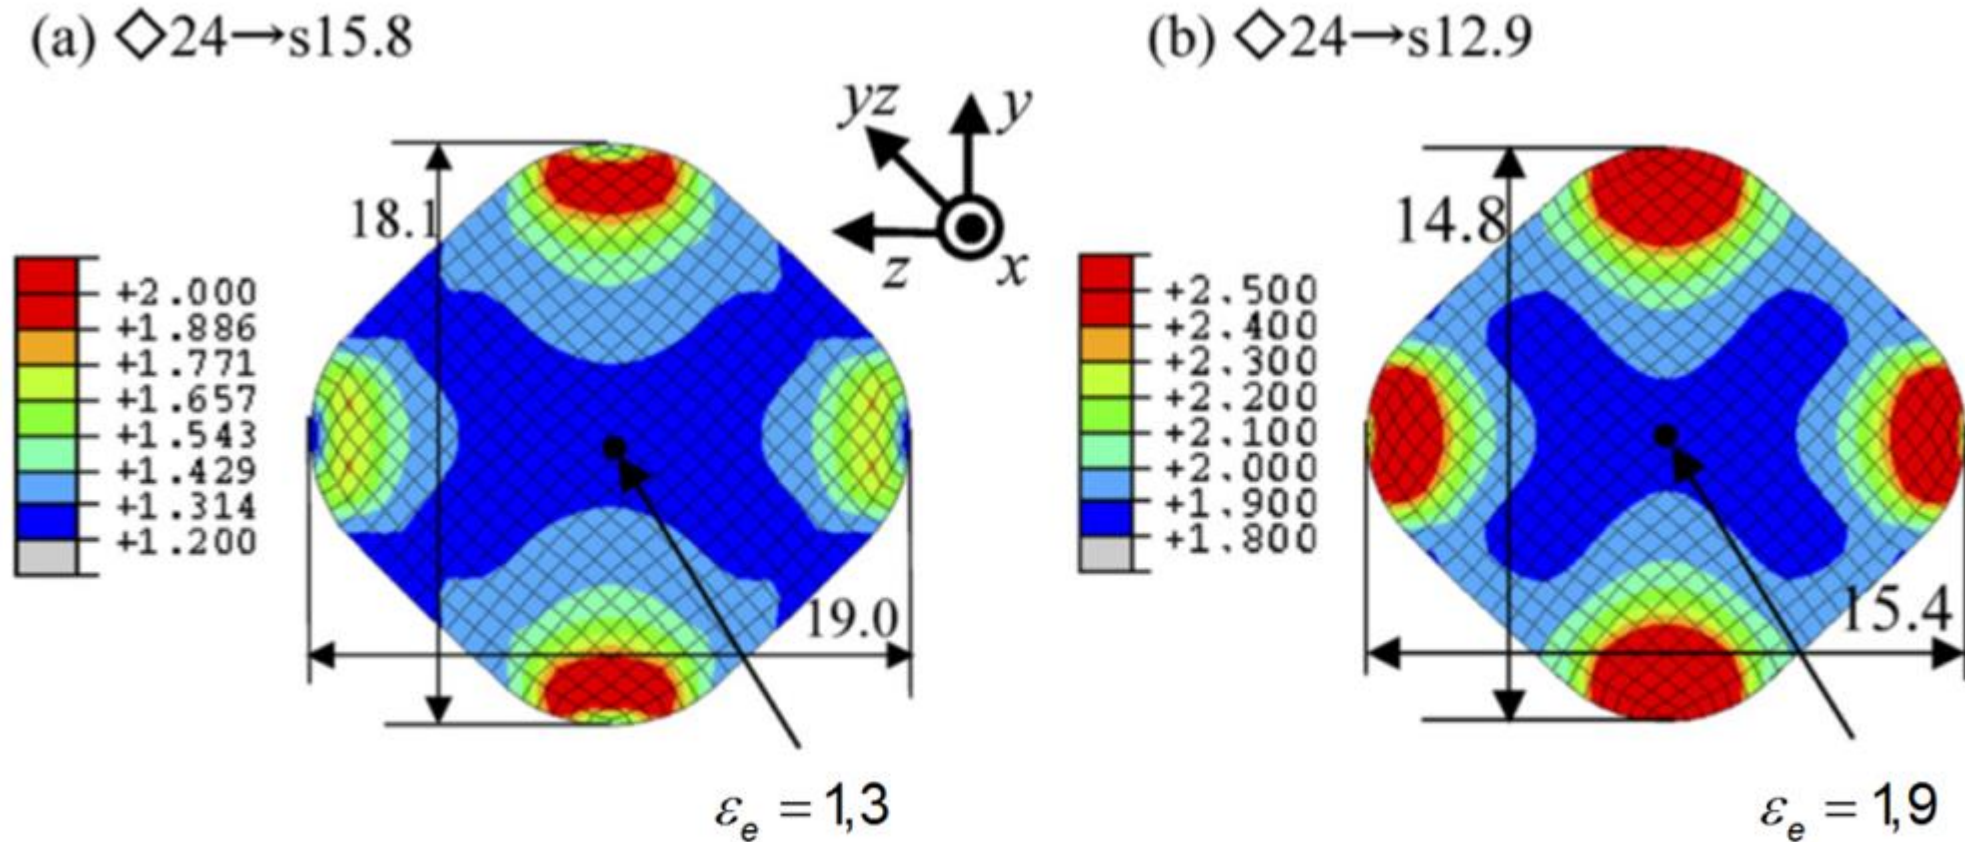 (a) ◇24→s15.8
(b) ◇24→s12.9
yz
y
z
x
18.1
19.0
+2.000
+1.886
+1.771
+1.657
+1.543
+1.429
+1.314
+1.200
14.8
15.4
+2.500
+2.400
+2.300
+2.200
+2.100
+2.000
+1.900
+1.800
εe = 1,3
εe = 1,9